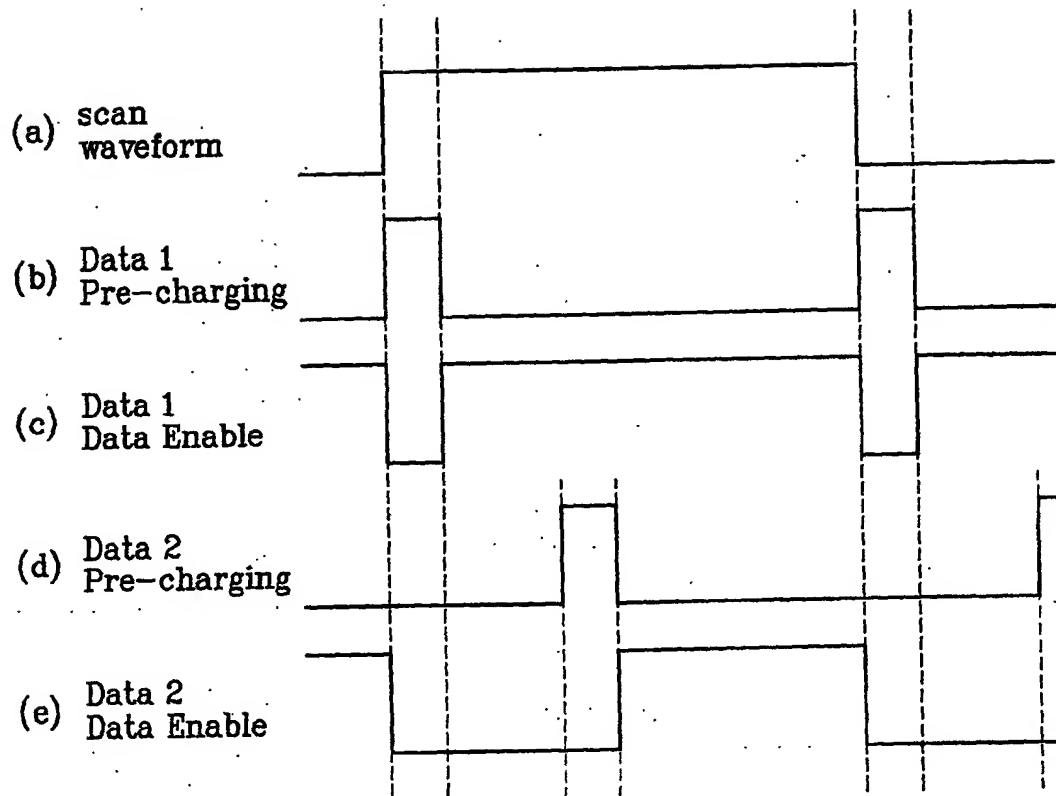 (a) scan
waveform
(b) Data 1
Pre-charging
(c) Data 1
Data Enable
(d) Data 2
Pre-charging
(e) Data 2
Data Enable